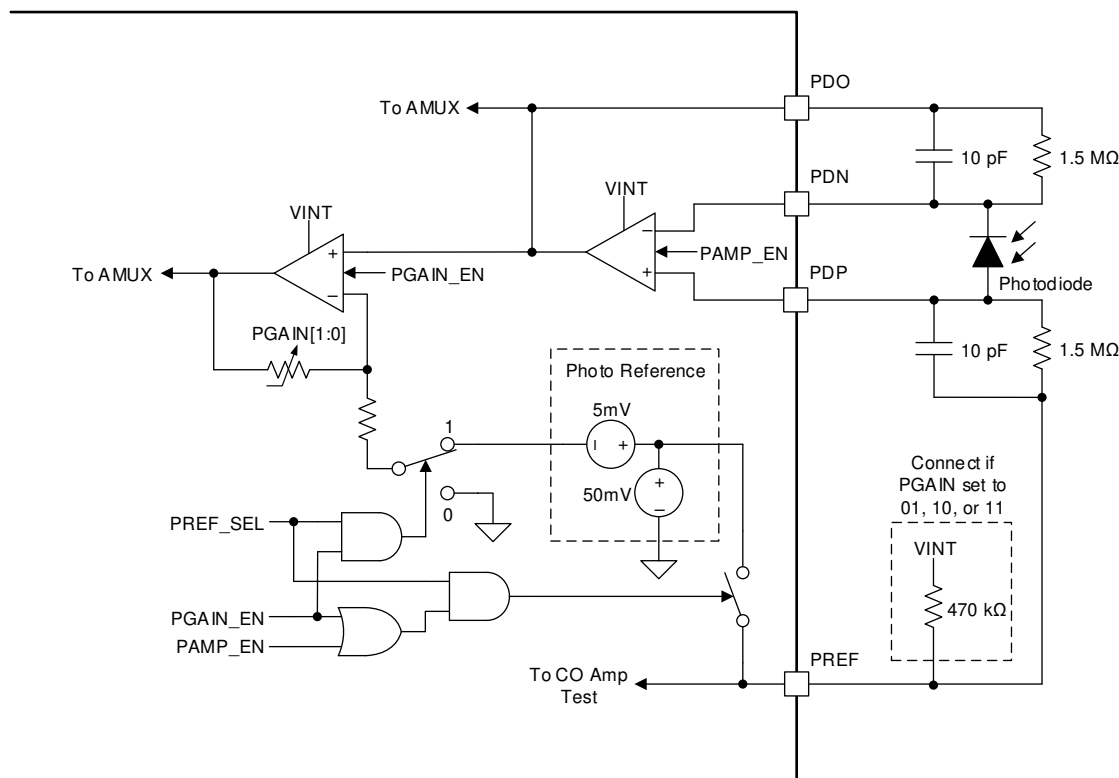 PDO
To AMUX
10 pF
1.5 MΩ
PDN
VINT
VINT
−
+
PAMP_EN
+
−
PGAIN_EN
To AMUX
PDP
Photodiode
PGAIN[1:0]
10 pF
1.5 MΩ
Photo Reference
5mV
− +
1
50mV
+
−
0
Connect if
PGAIN set to
01, 10, or 11
VINT
470 kΩ
PREF_SEL
PGAIN_EN
PAMP_EN
To CO Amp
Test
PREF